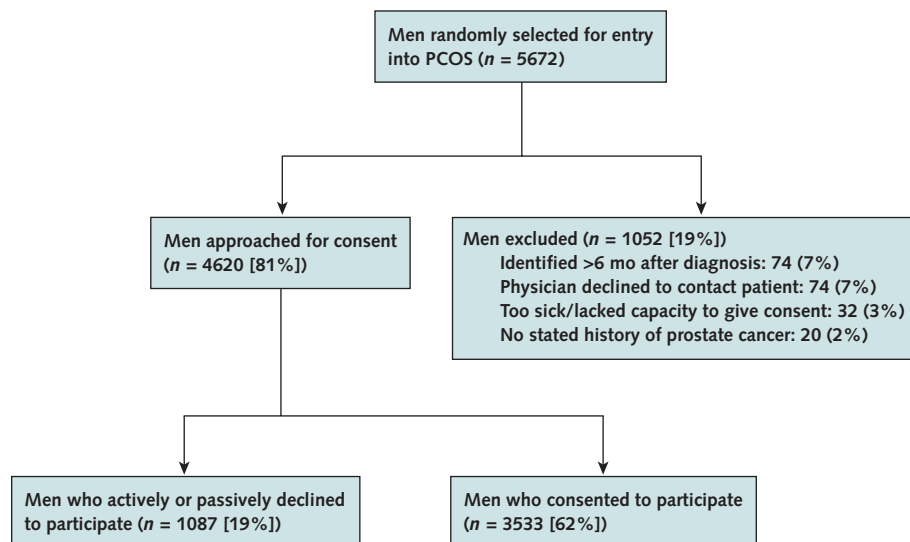 Men randomly selected for entry
into PCOS (n = 5672)
Men approached for consent
(n = 4620 [81%])
Men excluded (n = 1052 [19%])
Identified >6 mo after diagnosis: 74 (7%)
Physician declined to contact patient: 74 (7%)
Too sick/lacked capacity to give consent: 32 (3%)
No stated history of prostate cancer: 20 (2%)
Men who actively or passively declined
to participate (n = 1087 [19%])
Men who consented to participate
(n = 3533 [62%])